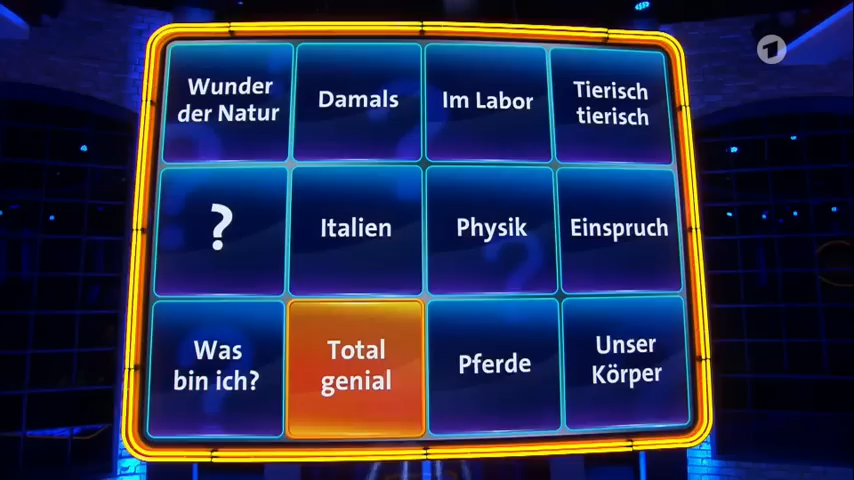 Wunder
der Natur
Damals
Im Labor
Tierisch
tierisch
?
Italien
Physik
Einspruch
Was
bin ich?
Total
genial
Pferde
Unser
Körper
1